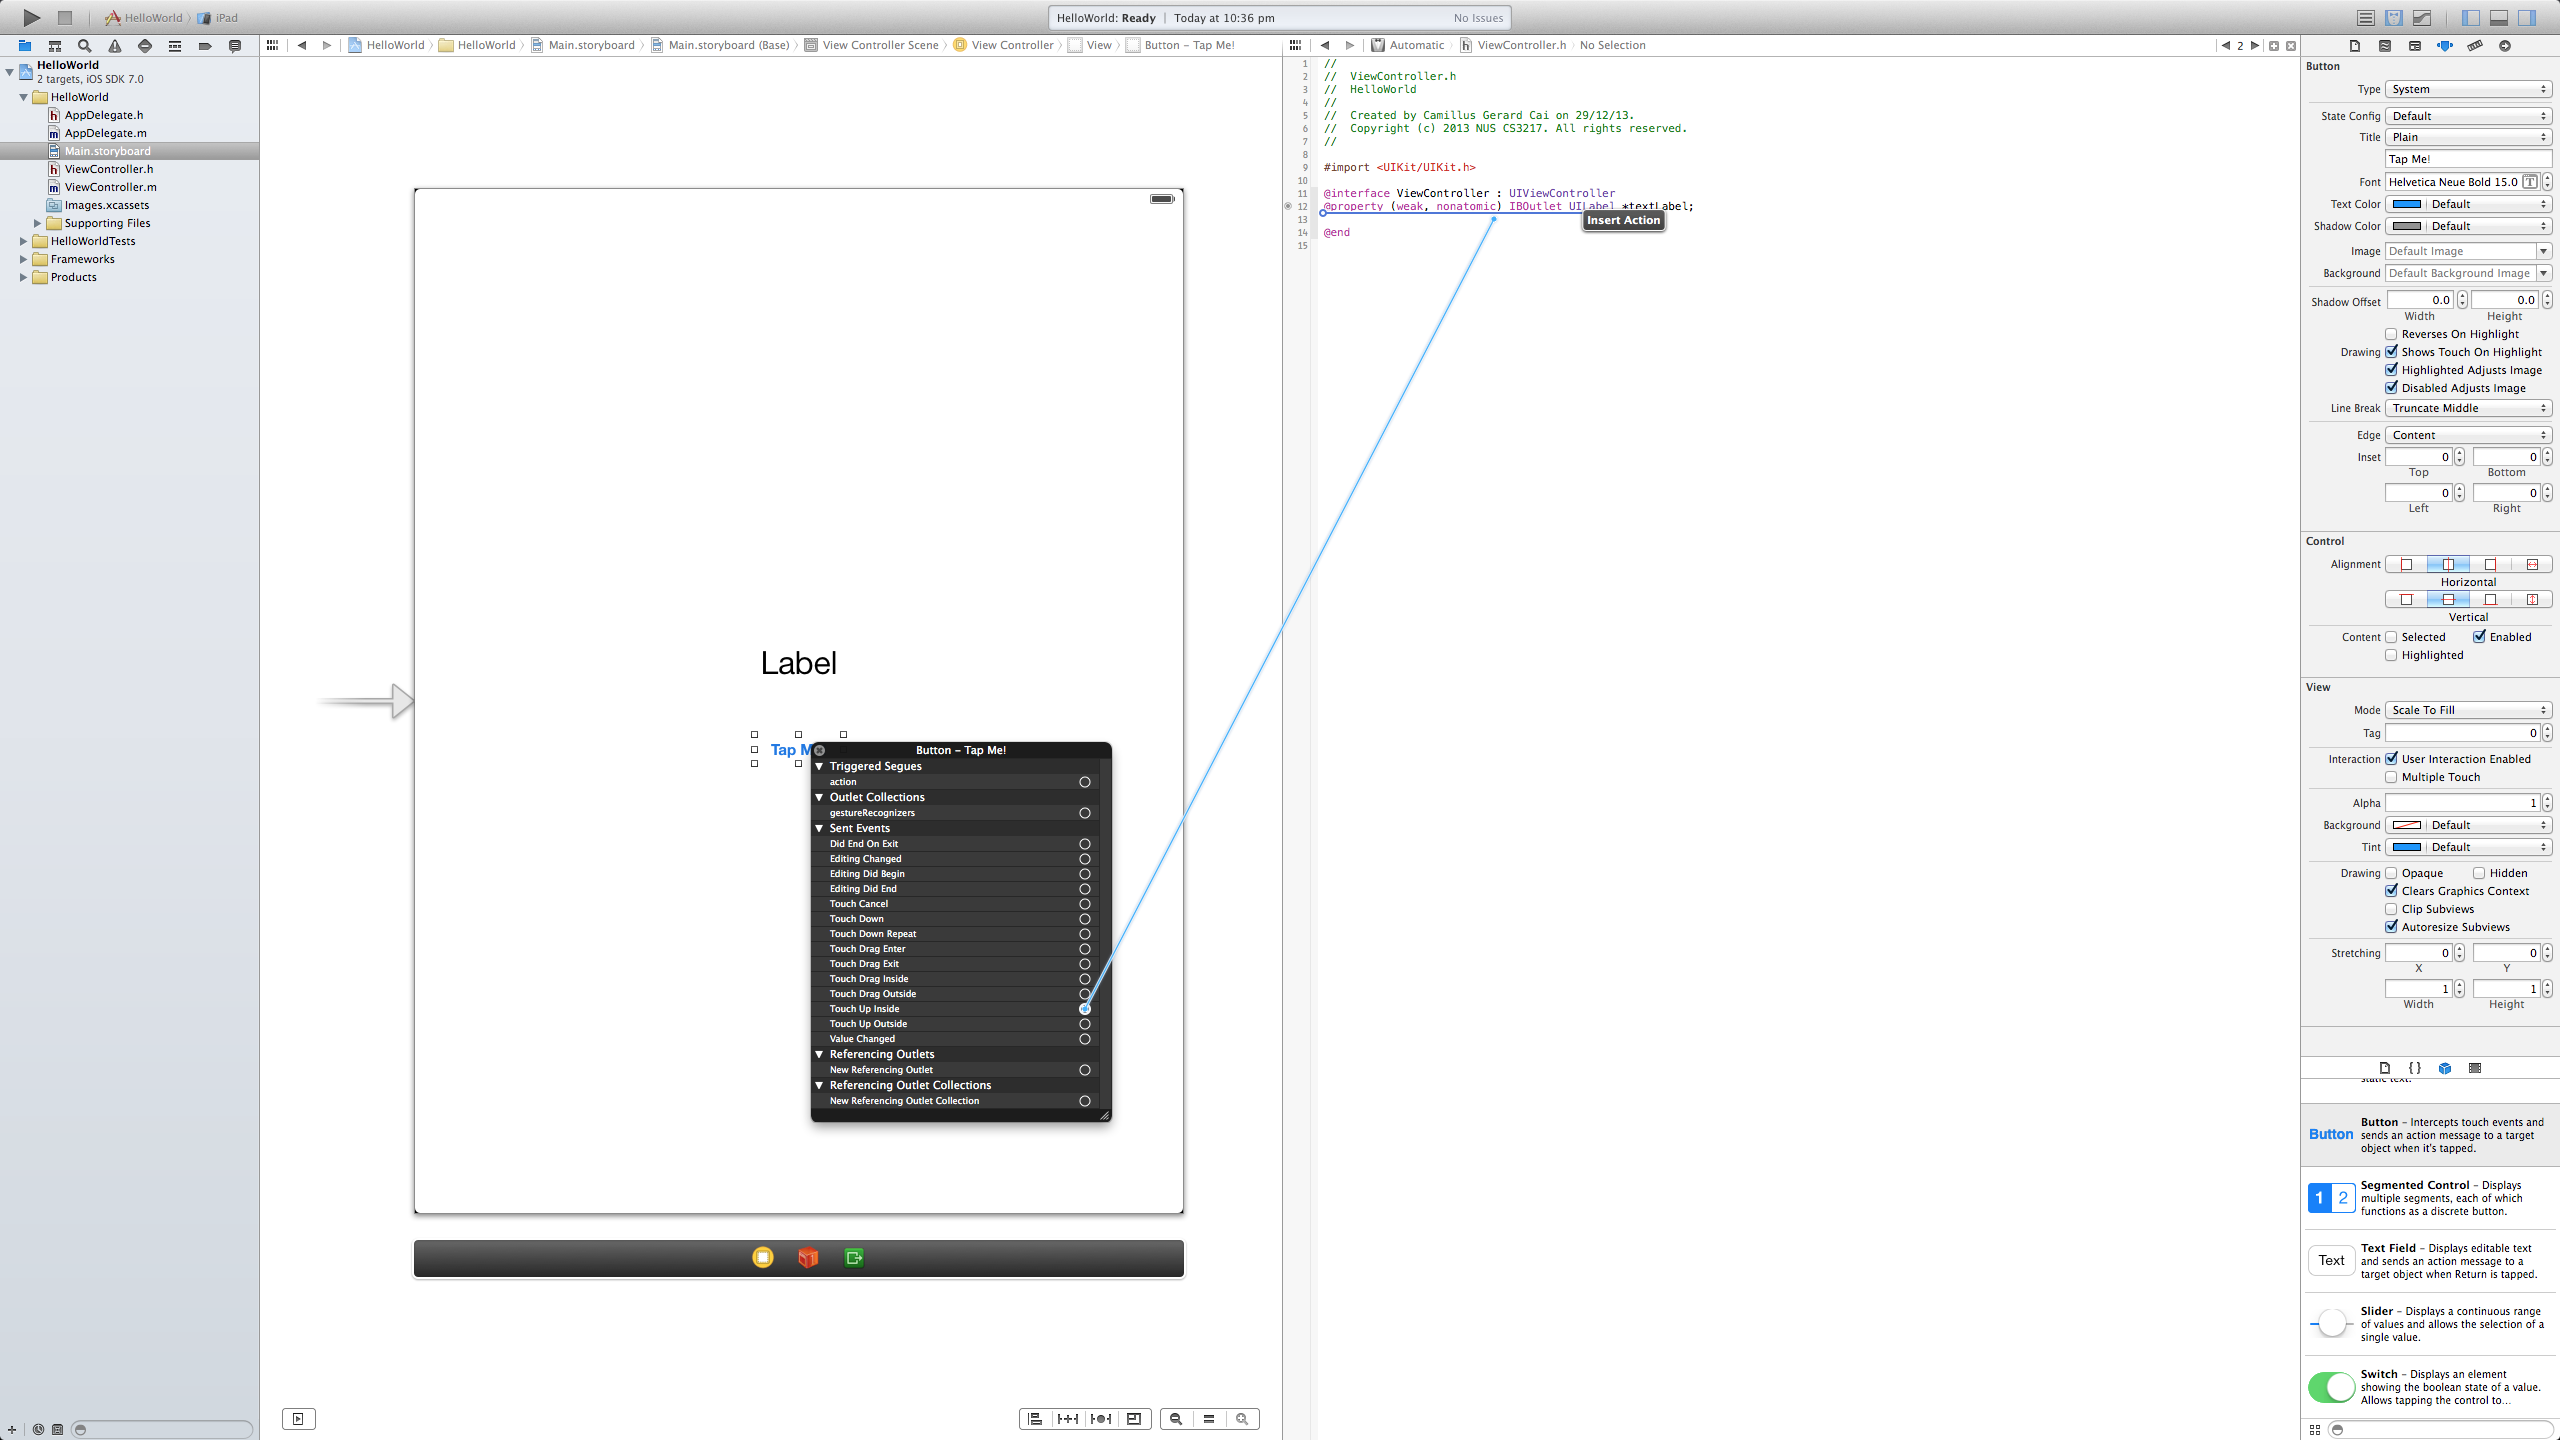 HelloWorld iPad
HelloWorld: Ready | Today at 10:36 pm No Issues
HelloWorld HelloWorld Main.storyboard Main.storyboard (Base) View Controller Scene View Controller View Button – Tap Me!
Automatic ViewController.h No Selection
2
HelloWorld
2 targets, iOS SDK 7.0
HelloWorld
AppDelegate.h
AppDelegate.m
Main.storyboard
ViewController.h
ViewController.m
Images.xcassets
Supporting Files
HelloWorldTests
Frameworks
Products
Label
Tap M
Button – Tap Me!
Triggered Segues
action
Outlet Collections
gestureRecognizers
Sent Events
Did End On Exit
Editing Changed
Editing Did Begin
Editing Did End
Touch Cancel
Touch Down
Touch Down Repeat
Touch Drag Enter
Touch Drag Exit
Touch Drag Inside
Touch Drag Outside
Touch Up Inside
Touch Up Outside
Value Changed
Referencing Outlets
New Referencing Outlet
Referencing Outlet Collections
New Referencing Outlet Collection
1 //
2 // ViewController.h
3 // HelloWorld
4 //
5 // Created by Camillus Gerard Cai on 29/12/13.
6 // Copyright (c) 2013 NUS CS3217. All rights reserved.
7 //
8
9 #import <UIKit/UIKit.h>
10
11 @interface ViewController : UIViewController
12 @property (weak, nonatomic) IBOutlet UILabel *textLabel;
13
Insert Action
14 @end
15
Button
Type System
State Config Default
Title Plain
Tap Me!
Font Helvetica Neue Bold 15.0
Text Color Default
Shadow Color Default
Image Default Image
Background Default Background Image
Shadow Offset 0.0 0.0
Width Height
Reverses On Highlight
Drawing Shows Touch On Highlight
Highlighted Adjusts Image
Disabled Adjusts Image
Line Break Truncate Middle
Edge Content
Inset 0 0
Top Bottom
0 0
Left Right
Control
Alignment
Horizontal
Vertical
Content Selected Enabled
Highlighted
View
Mode Scale To Fill
Tag 0
Interaction User Interaction Enabled
Multiple Touch
Alpha 1
Background Default
Tint Default
Drawing Opaque Hidden
Clears Graphics Context
Clip Subviews
Autoresize Subviews
Stretching 0 0
X Y
1 1
Width Height
static text.
Button
Button – Intercepts touch events and
sends an action message to a target
object when it's tapped.
1 2
Segmented Control – Displays
multiple segments, each of which
functions as a discrete button.
Text
Text Field – Displays editable text
and sends an action message to a
target object when Return is tapped.
Slider – Displays a continuous range
of values and allows the selection of a
single value.
Switch – Displays an element
showing the boolean state of a value.
Allows tapping the control to...